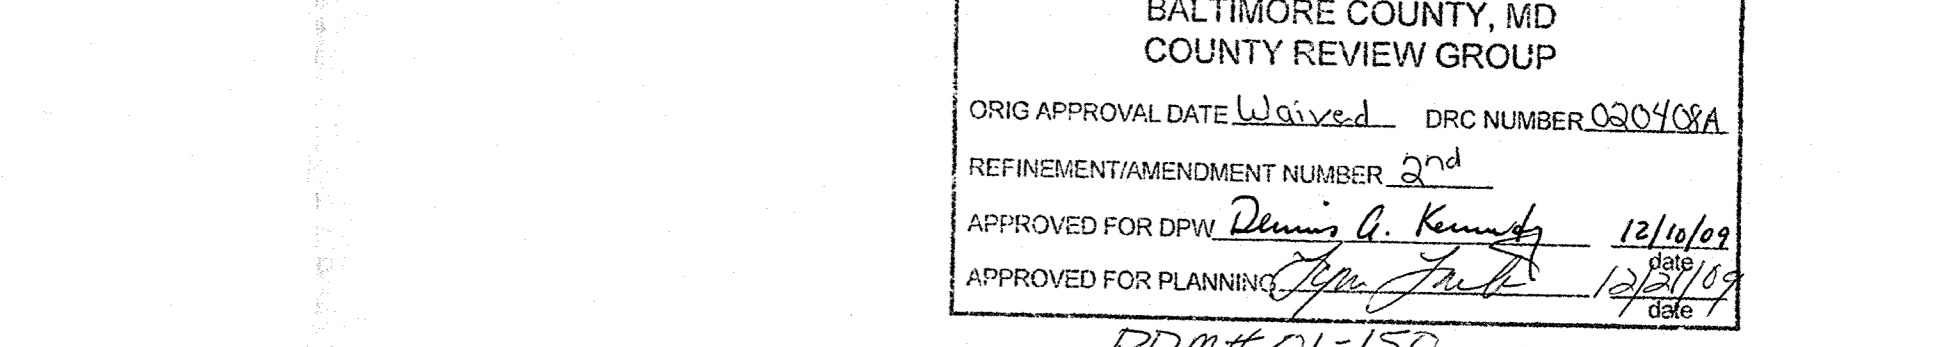 BALTIMORE COUNTY, MD
COUNTY REVIEW GROUP
ORIG APPROVAL DATE Waived DRC NUMBER 020408A
REFINEMENT/AMENDMENT NUMBER 2nd
APPROVED FOR DPW Dennis A. Kennedy 12/10/09
date
APPROVED FOR PLANNING Lynn 12/21/09
date